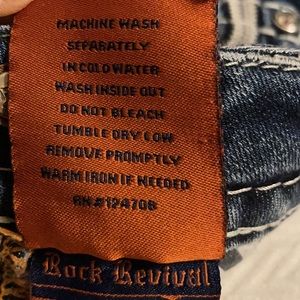 MACHINE WASH
SEPARATELY
IN COLD WATER
WASH INSIDE OUT
DO NOT BLEACH
TUMBLE DRY LOW
REMOVE PROMPTLY
WARM IRON IF NEEDED
RN#124708
Rock Revival